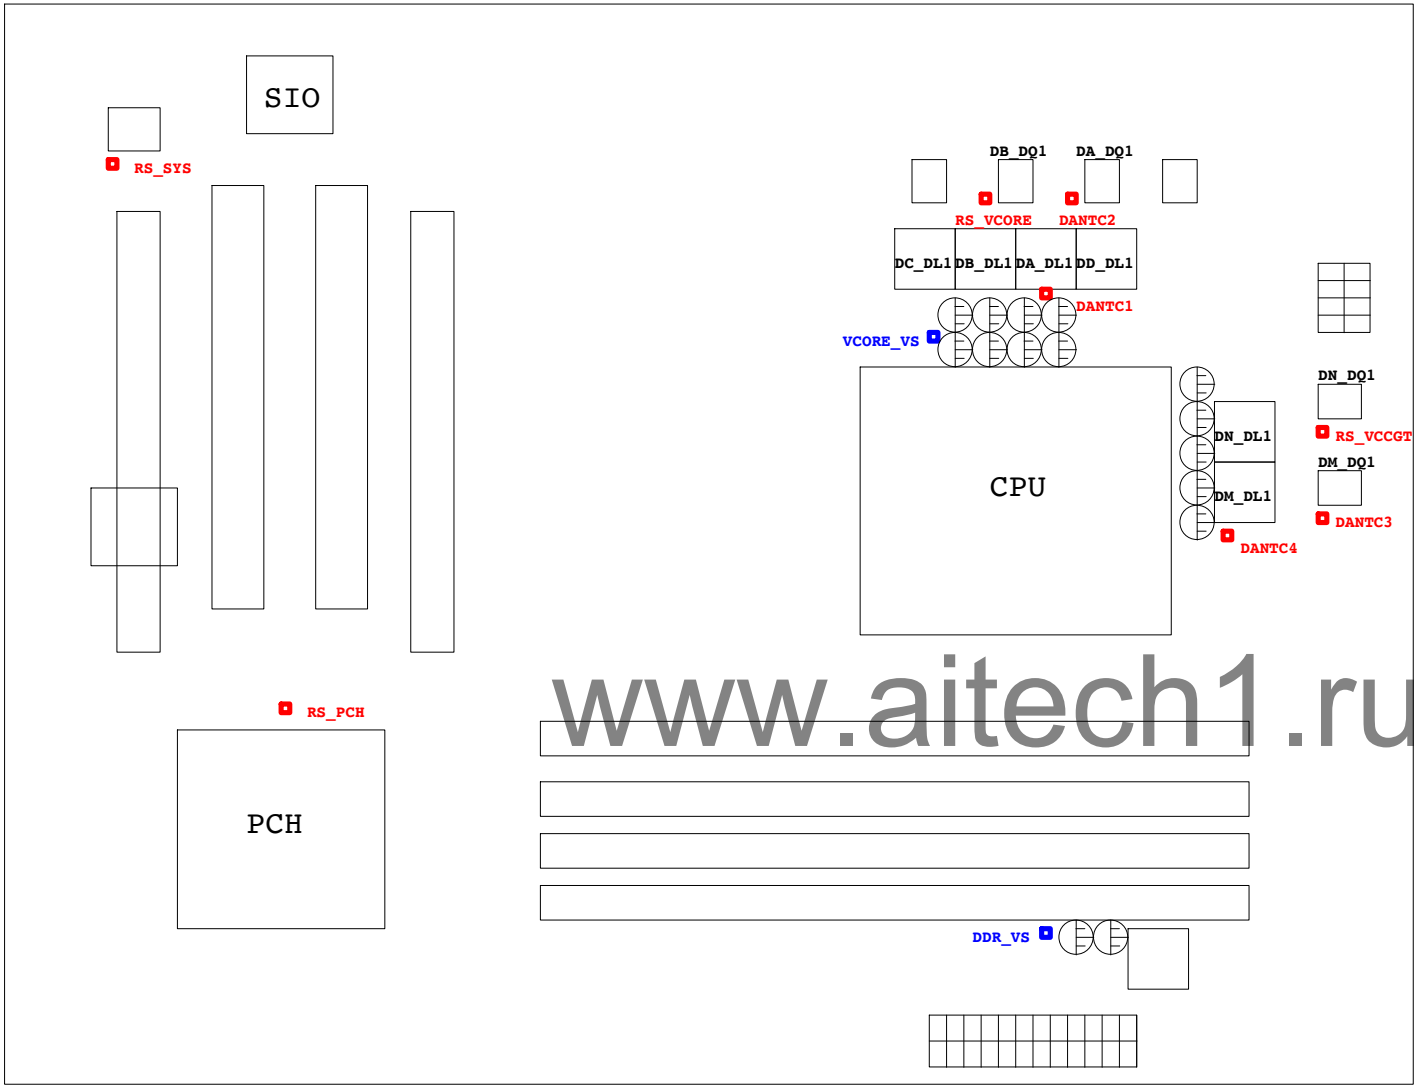 SIO
RS_SYS
DB_DQ1
DA_DQ1
RS_VCORE
DANTC2
DC_DL1
DB_DL1
DA_DL1
DD_DL1
DANTC1
VCORE_VS
DN_DQ1
RS_VCCGT
DN_DL1
DM_DQ1
CPU
DM_DL1
DANTC3
DANTC4
www.aitech1.ru
RS_PCH
PCH
DDR_VS